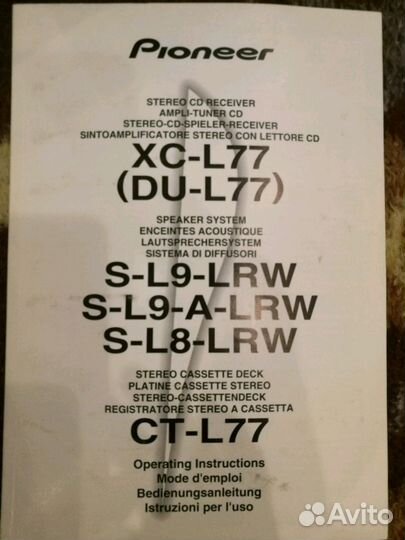 Pioneer
STEREO CD RECEIVER
AMPLI-TUNER CD
STEREO-CD-SPIELER-RECEIVER
SINTOAMPLIFICATORE STEREO CON LETTORE CD
XC-L77
(DU-L77)
SPEAKER SYSTEM
ENCEINTES ACOUSTIQUE
LAUTSPRECHERSYSTEM
SISTEMA DI DIFFUSORI
S-L9-LRW
S-L9-A-LRW
S-L8-LRW
STEREO CASSETTE DECK
PLATINE CASSETTE STEREO
STEREO-CASSETTENDECK
REGISTRATORE STEREO A CASSETTA
CT-L77
Operating Instructions
Mode d'emploi
Bedienungsanleitung
Istruzioni per l'uso
Avito